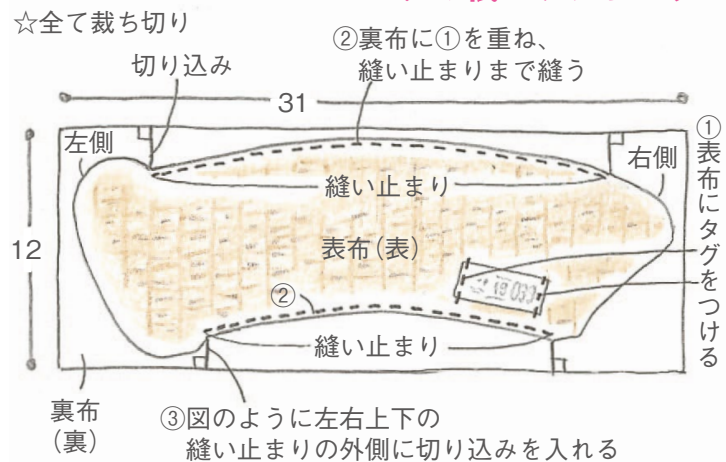 ☆全て裁ち切り
②裏布に①を重ね、
縫い止まりまで縫う
切り込み
31
①表布にタグをつける
左側
右側
縫い止まり
12
表布(表)
②
縫い止まり
裏布
(裏)
③図のように左右上下の
縫い止まりの外側に切り込みを入れる